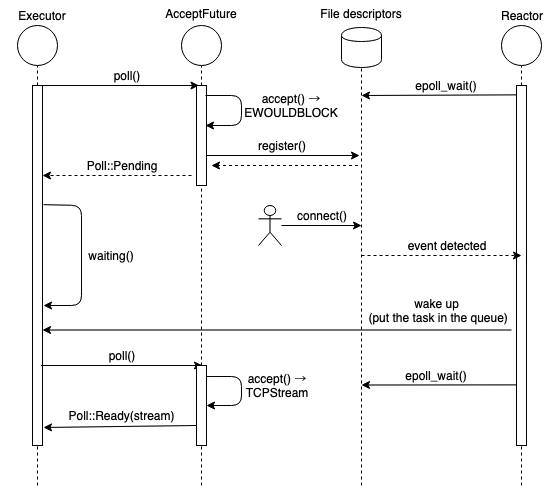 Executor
AcceptFuture
File descriptors
Reactor
poll()
epoll_wait()
accept() →
EWOULDBLOCK
register()
Poll::Pending
connect()
event detected
waiting()
wake up
(put the task in the queue)
poll()
accept() →
TCPStream
epoll_wait()
Poll::Ready(stream)